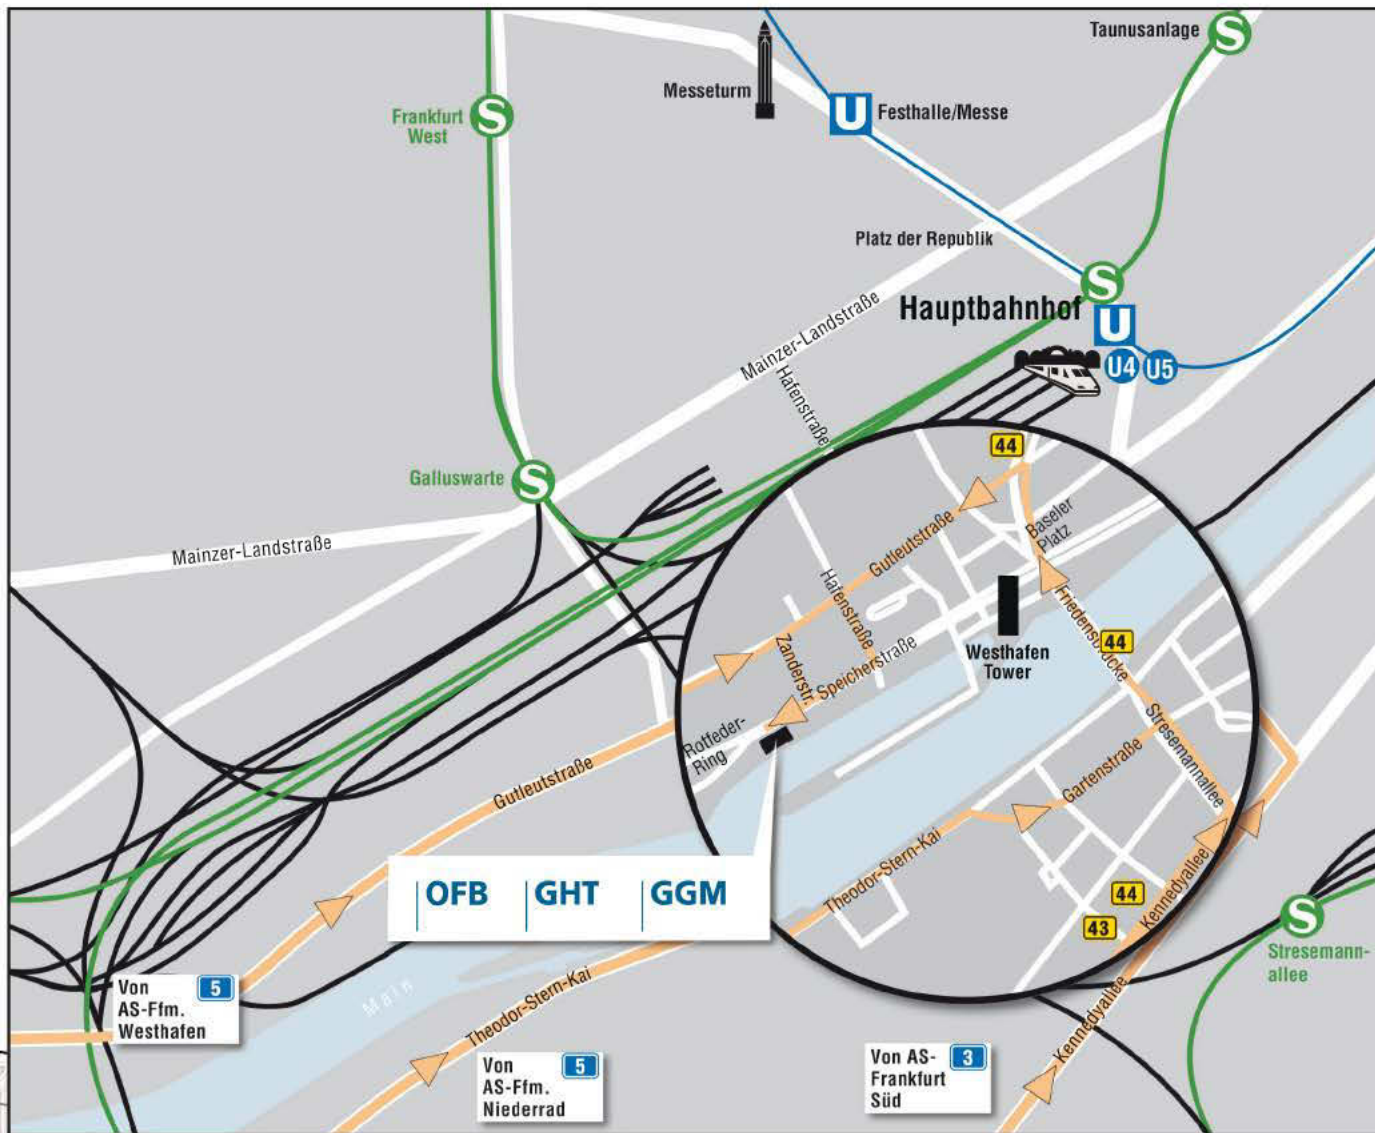 Taunusanlage
S
Messeturm
U
Festhalle/Messe
Frankfurt
West
S
Platz der Republik
S
Hauptbahnhof
U
U4
U5
Mainzer-Landstraße
Hafenstraße
Galluswarte
S
Mainzer-Landstraße
44
Gutleutstraße
Baseler
Platz
Hafenstraße
Friedensbrücke
44
Zanderstr.
Speicherstraße
Westhafen
Tower
Rotfeder-
Ring
Stresemannallee
Gartenstraße
Gutleutstraße
Theodor-Stern-Kai
OFB
GHT
GGM
44
43
Kennedyallee
S
Stresemann-
allee
Von
AS-Ffm.
Westhafen
5
Main
Theodor-Stern-Kai
Kennedyallee
Von
AS-Ffm.
Niederrad
5
Von AS-
Frankfurt
Süd
3